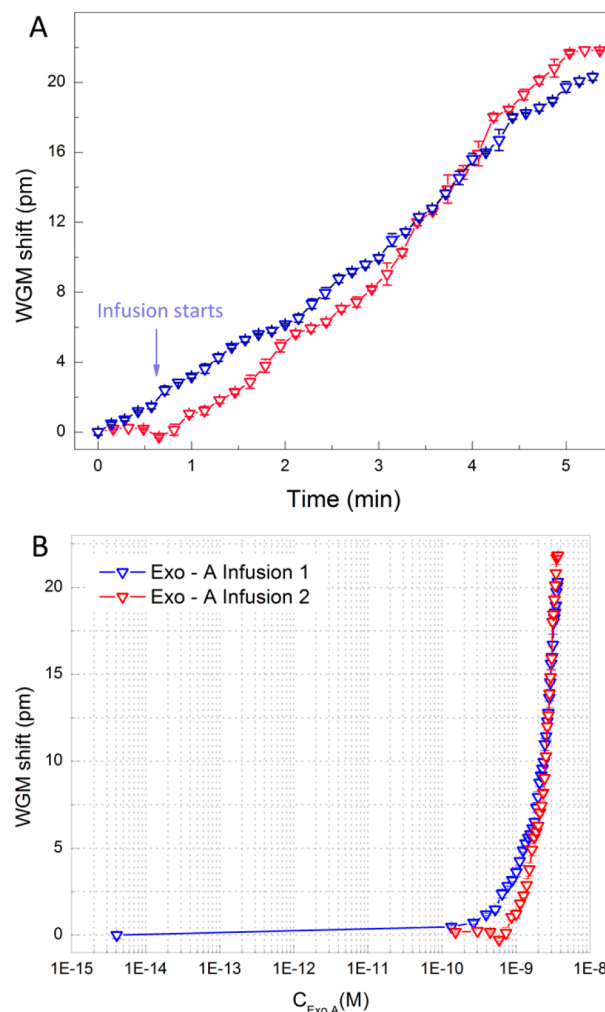 A
WGM shift (pm)
20
16
12
8
4
0
Infusion starts
0
1
2
3
4
5
Time (min)
B
Exo - A Infusion 1
Exo - A Infusion 2
WGM shift (pm)
20
15
10
5
0
1E-15
1E-14
1E-13
1E-12
1E-11
1E-10
1E-9
1E-8
C Exo A (M)